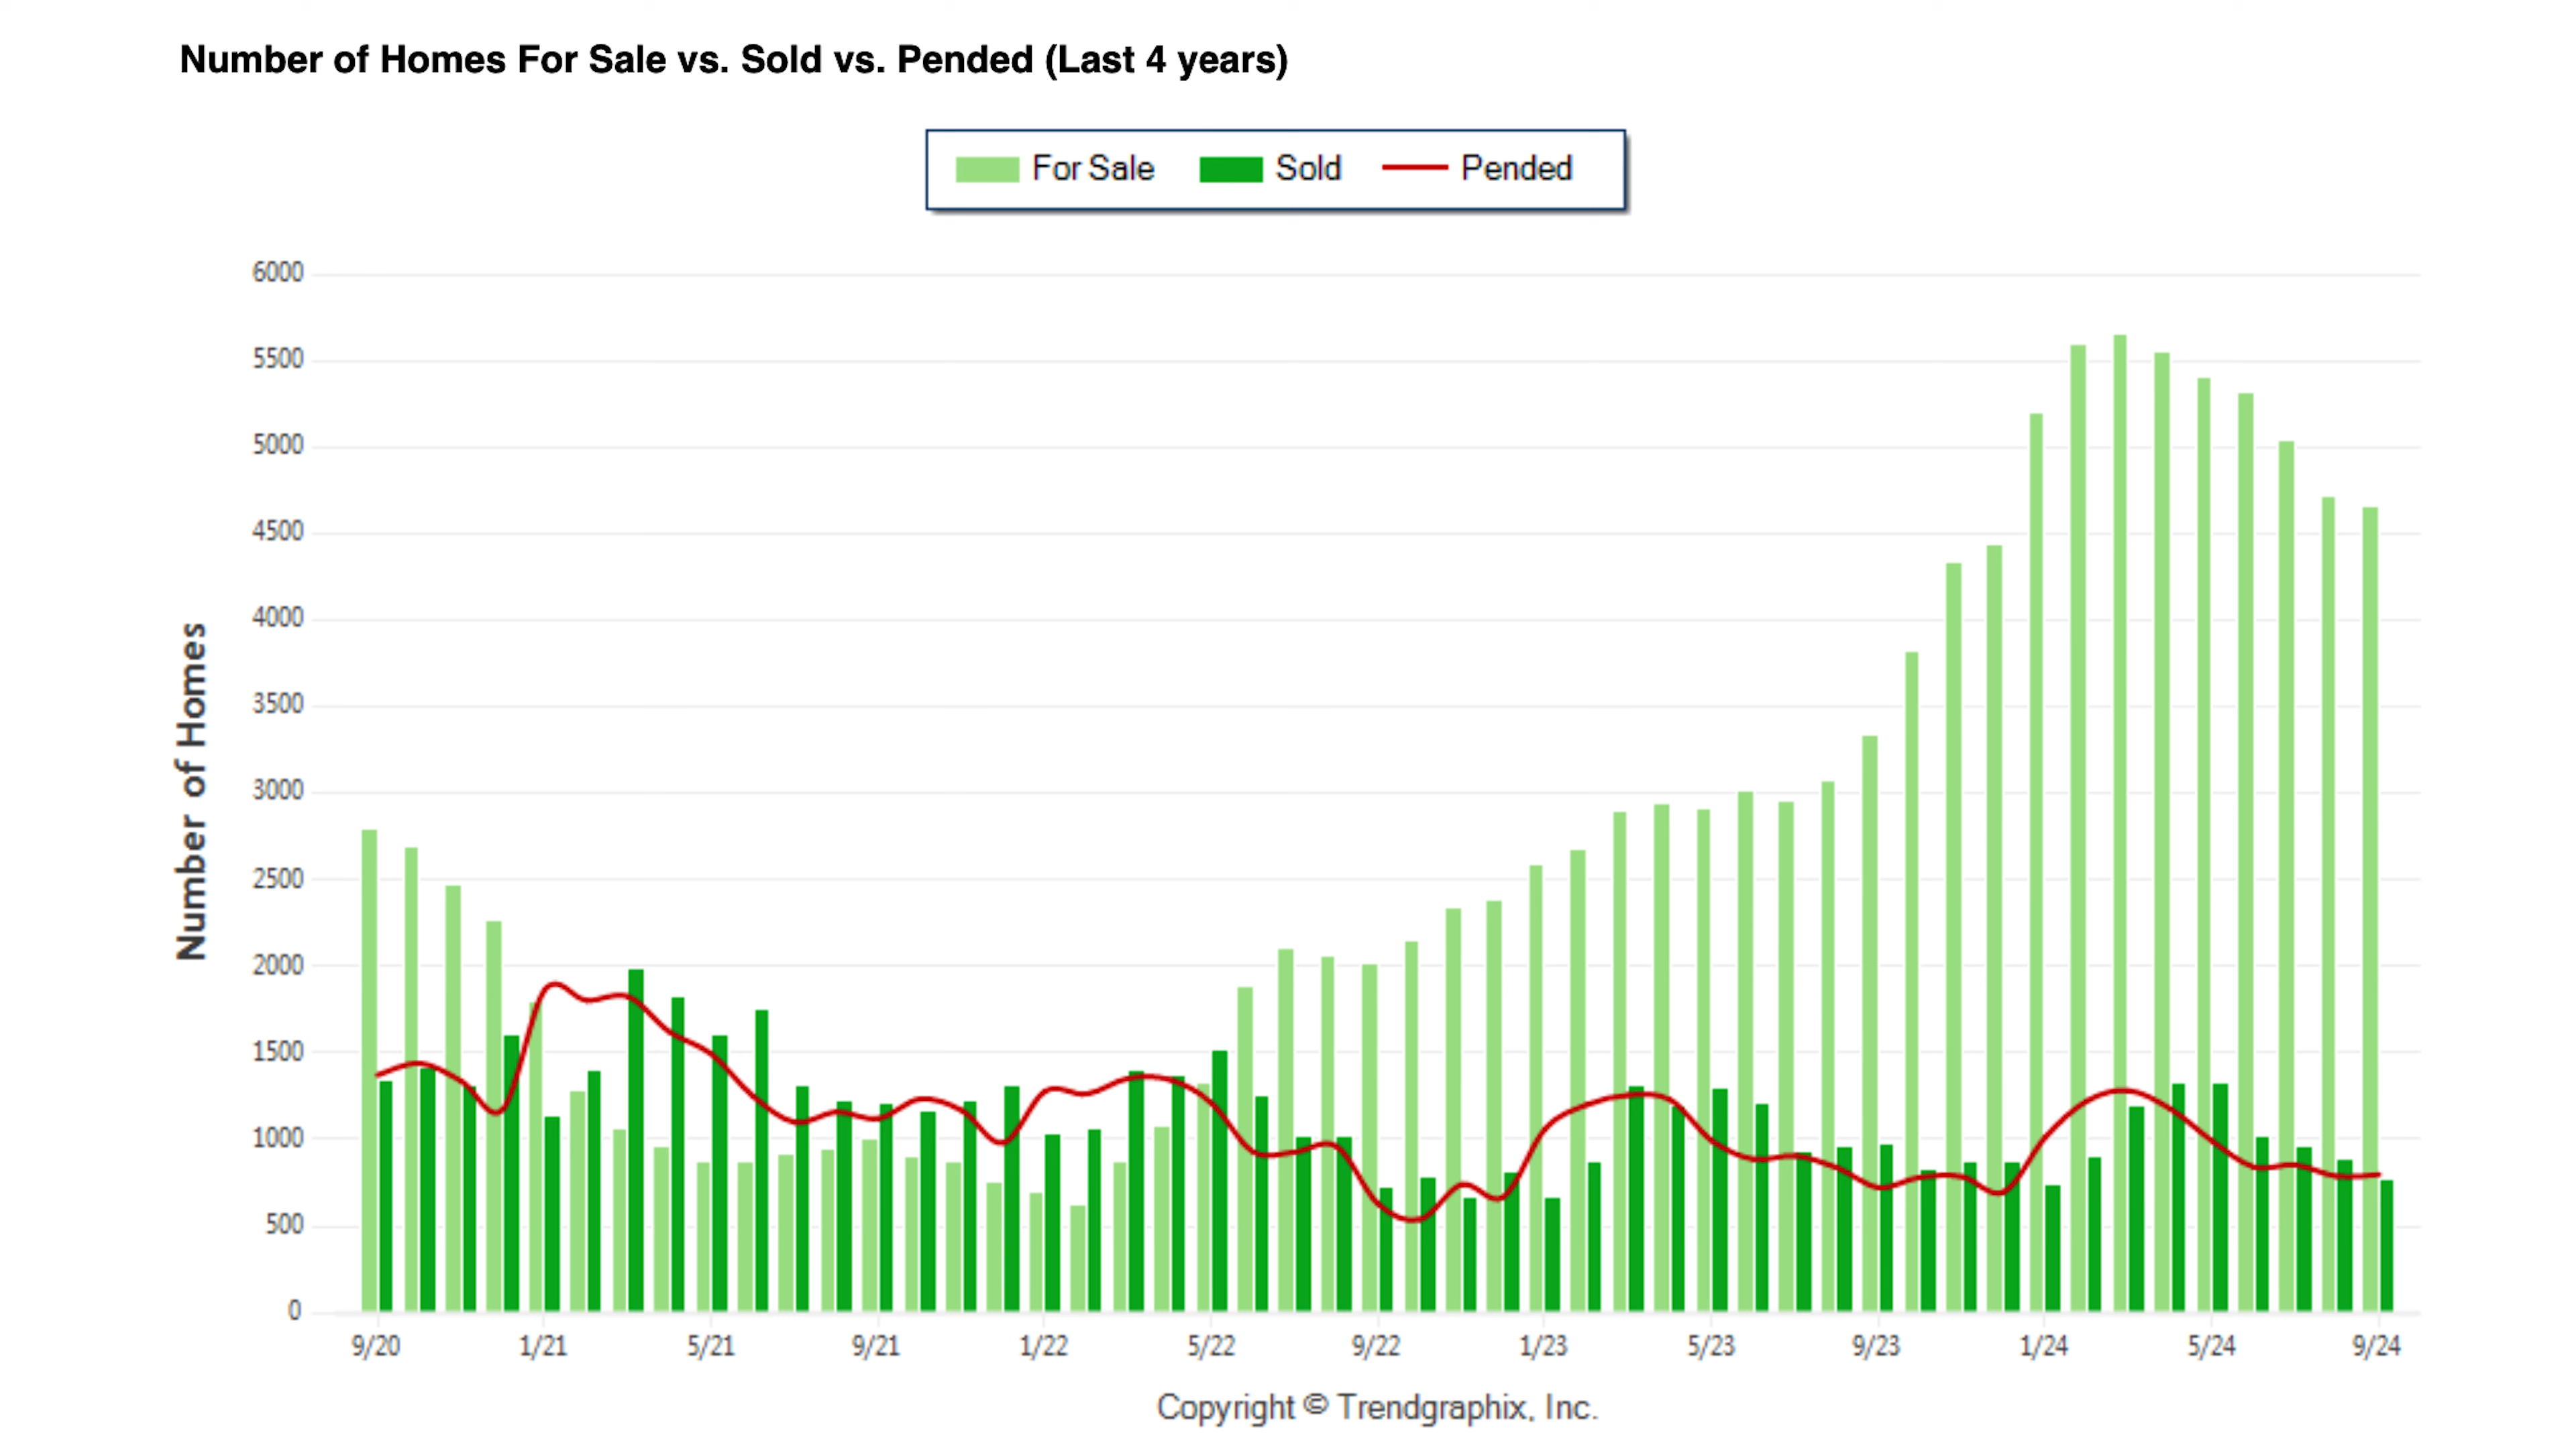 Number of Homes For Sale vs. Sold vs. Pended (Last 4 years)
For Sale Sold Pended
6000
5500
5000
4500
4000
3500
3000
2500
2000
1500
1000
500
0
Number of Homes
9/20 1/21 5/21 9/21 1/22 5/22 9/22 1/23 5/23 9/23 1/24 5/24 9/24
Copyright © Trendgraphix, Inc.